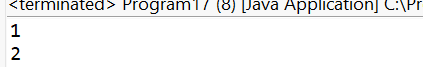 <terminated> Program17 (8) [Java Application] C:\Pr
1
2